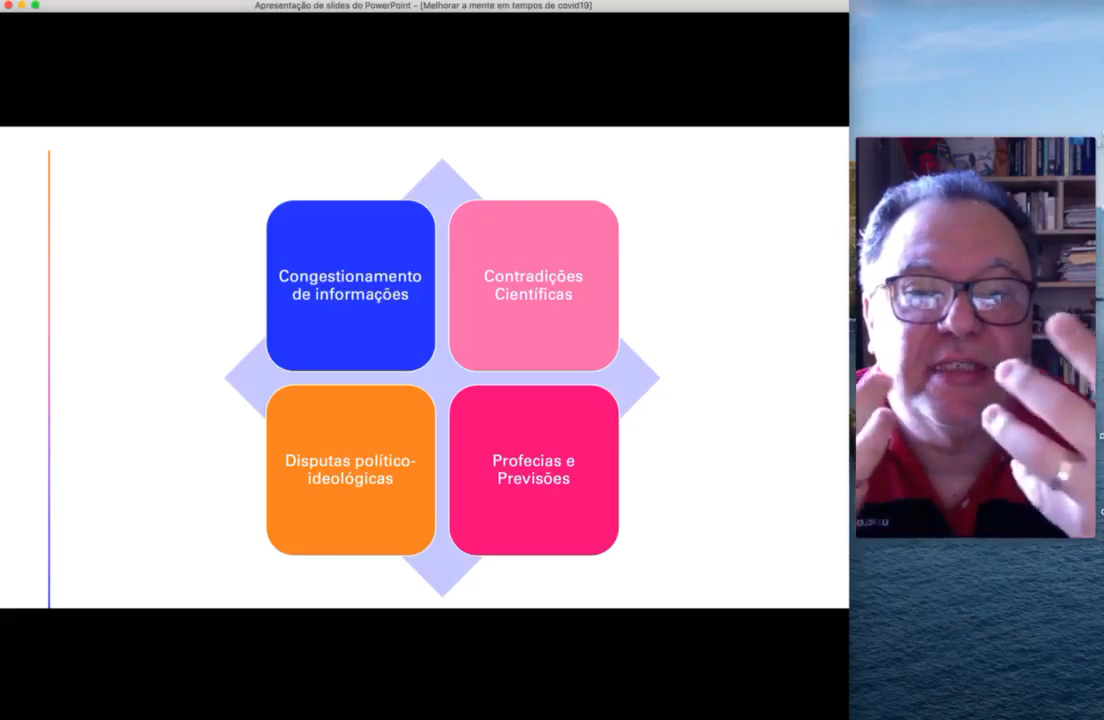 Apresentação de slides do PowerPoint - [Melhorar a mente em tempos de covid19]
Congestionamento
de informações
Contradições
Científicas
Disputas político-
ideológicas
Profecias e
Previsões